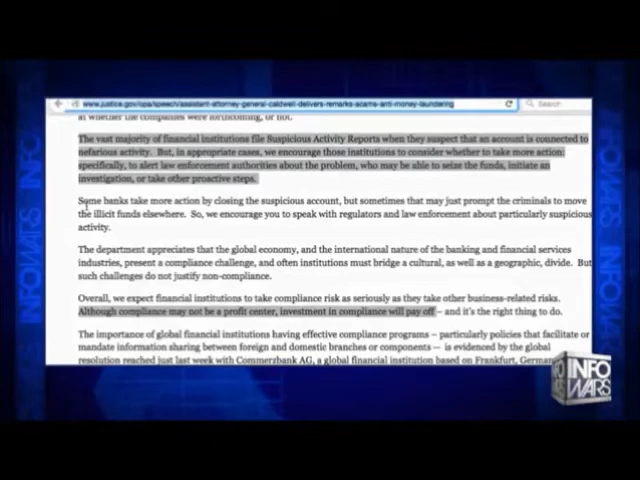 www.justice.gov/opa/speech/assistant-attorney-general-caldwell-delivers-remarks-acams-anti-money-laundering
Search
at whether the companies were forthcoming, or not.
The vast majority of financial institutions file Suspicious Activity Reports when they suspect that an account is connected to
nefarious activity. But, in appropriate cases, we encourage those institutions to consider whether to take more action:
specifically, to alert law enforcement authorities about the problem, who may be able to seize the funds, initiate an
investigation, or take other proactive steps.
Some banks take more action by closing the suspicious account, but sometimes that may just prompt the criminals to move
the illicit funds elsewhere. So, we encourage you to speak with regulators and law enforcement about particularly suspicious
activity.
The department appreciates that the global economy, and the international nature of the banking and financial services
industries, present a compliance challenge, and often institutions must bridge a cultural, as well as a geographic, divide. But
such challenges do not justify non-compliance.
Overall, we expect financial institutions to take compliance risk as seriously as they take other business-related risks.
Although compliance may not be a profit center, investment in compliance will pay off – and it's the right thing to do.
The importance of global financial institutions having effective compliance programs – particularly policies that facilitate or
mandate information sharing between foreign and domestic branches or components – is evidenced by the global
resolution reached just last week with Commerzbank AG, a global financial institution based on Frankfurt, German
INFO
WARS
INFOWARS
INFO